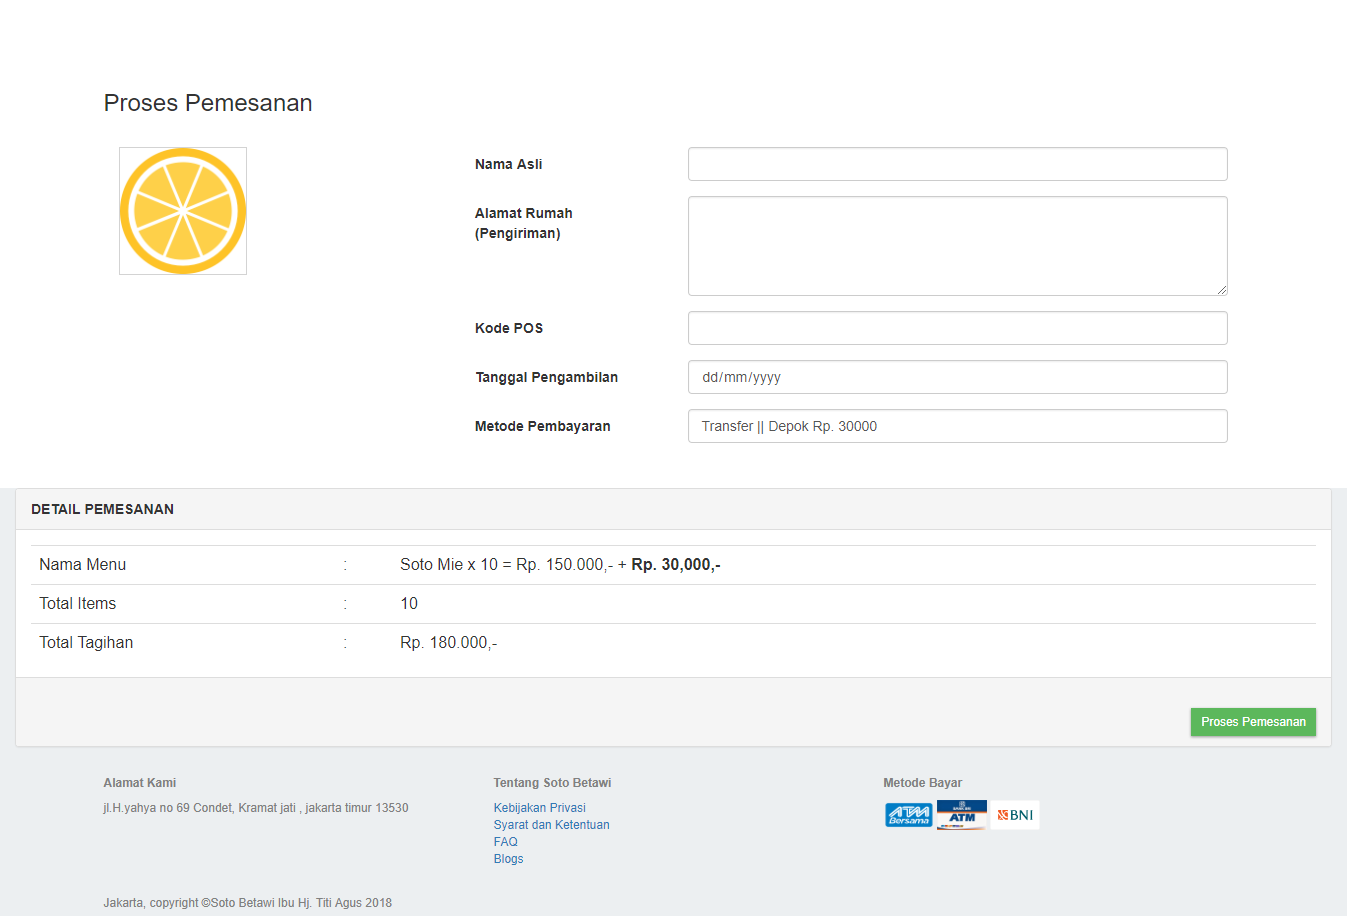 Proses Pemesanan
Nama Asli
Alamat Rumah
(Pengiriman)
Kode POS
Tanggal Pengambilan
dd/mm/yyyy
Metode Pembayaran
Transfer || Depok Rp. 30000
DETAIL PEMESANAN
Nama Menu : Soto Mie x 10 = Rp. 150.000,- + Rp. 30,000,-
Total Items : 10
Total Tagihan : Rp. 180.000,-
Proses Pemesanan
Alamat Kami
jl.H.yahya no 69 Condet, Kramat jati , jakarta timur 13530
Tentang Soto Betawi
Kebijakan Privasi
Syarat dan Ketentuan
FAQ
Blogs
Metode Bayar
ATM Bersama
ATM
BNI
Jakarta, copyright ©Soto Betawi Ibu Hj. Titi Agus 2018